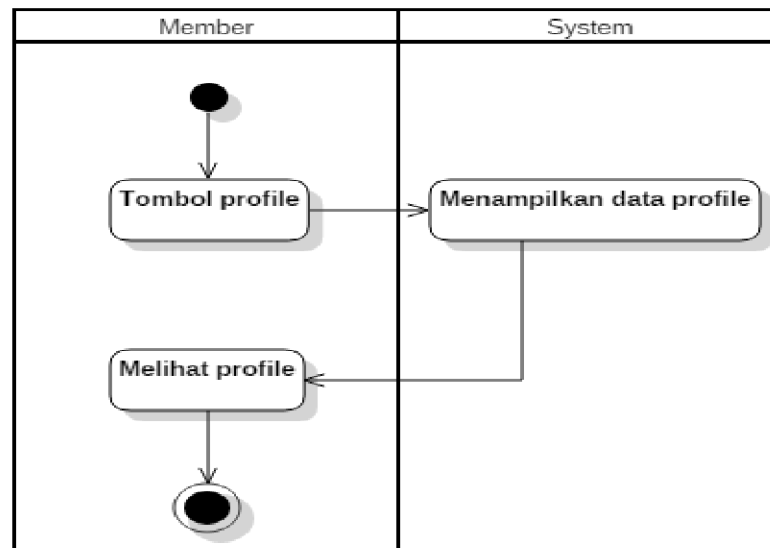 Member
System
Tombol profile
Menampilkan data profile
Melihat profile